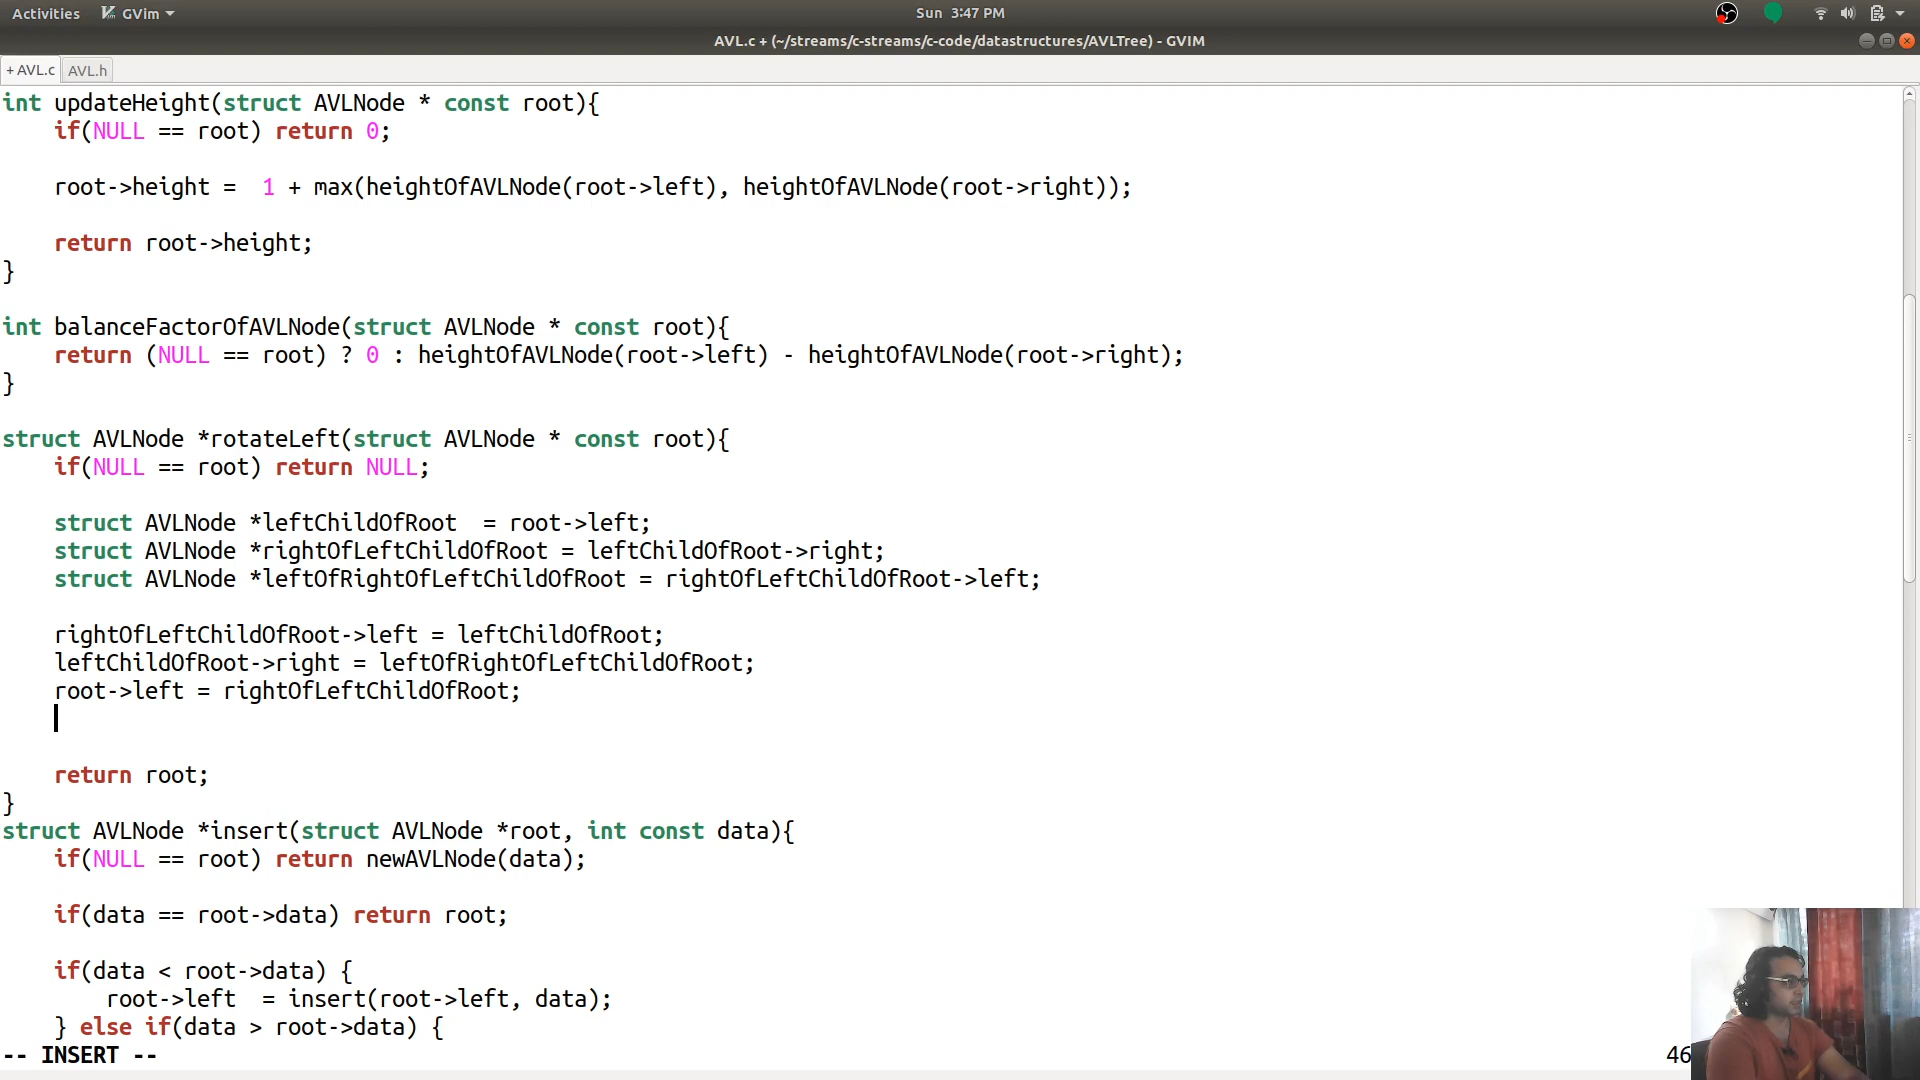 Activities GVim Sun 3:47 PM
AVL.c + (~/streams/c-streams/c-code/datastructures/AVLTree) - GVIM
+ AVL.c AVL.h
int updateHeight(struct AVLNode * const root){
    if(NULL == root) return 0;
    root->height =  1 + max(heightOfAVLNode(root->left), heightOfAVLNode(root->right));
    return root->height;
}
int balanceFactorOfAVLNode(struct AVLNode * const root){
    return (NULL == root) ? 0 : heightOfAVLNode(root->left) - heightOfAVLNode(root->right);
}
struct AVLNode *rotateLeft(struct AVLNode * const root){
    if(NULL == root) return NULL;
    struct AVLNode *leftChildOfRoot  = root->left;
    struct AVLNode *rightOfLeftChildOfRoot = leftChildOfRoot->right;
    struct AVLNode *leftOfRightOfLeftChildOfRoot = rightOfLeftChildOfRoot->left;
    rightOfLeftChildOfRoot->left = leftChildOfRoot;
    leftChildOfRoot->right = leftOfRightOfLeftChildOfRoot;
    root->left = rightOfLeftChildOfRoot;
    return root;
}
struct AVLNode *insert(struct AVLNode *root, int const data){
    if(NULL == root) return newAVLNode(data);
    if(data == root->data) return root;
    if(data < root->data) {
        root->left  = insert(root->left, data);
    } else if(data > root->data) {
-- INSERT -- 46